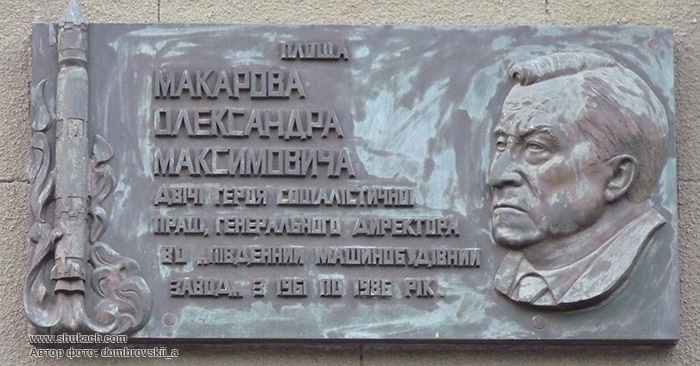 ПЛОЩА
МАКАРОВА
ОЛЕКСАНДРА
МАКСИМОВИЧА
ДВІЧІ ГЕРОЯ СОЦІАЛІСТИЧНО
ПРАЦІ, ГЕНЕРАЛЬНОГО ДИРЕКТОРА
ВО „ПІВДЕННИЙ МАШИНОБУДІВНИЙ
ЗАВОД„ З 1961 ПО 1986 РІК.
www.shukach.com
Автор фото: dombrovskii_a